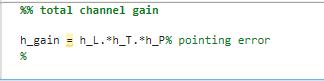 %% total channel gain
h_gain = h_L.*h_T.*h_P% pointing error
%